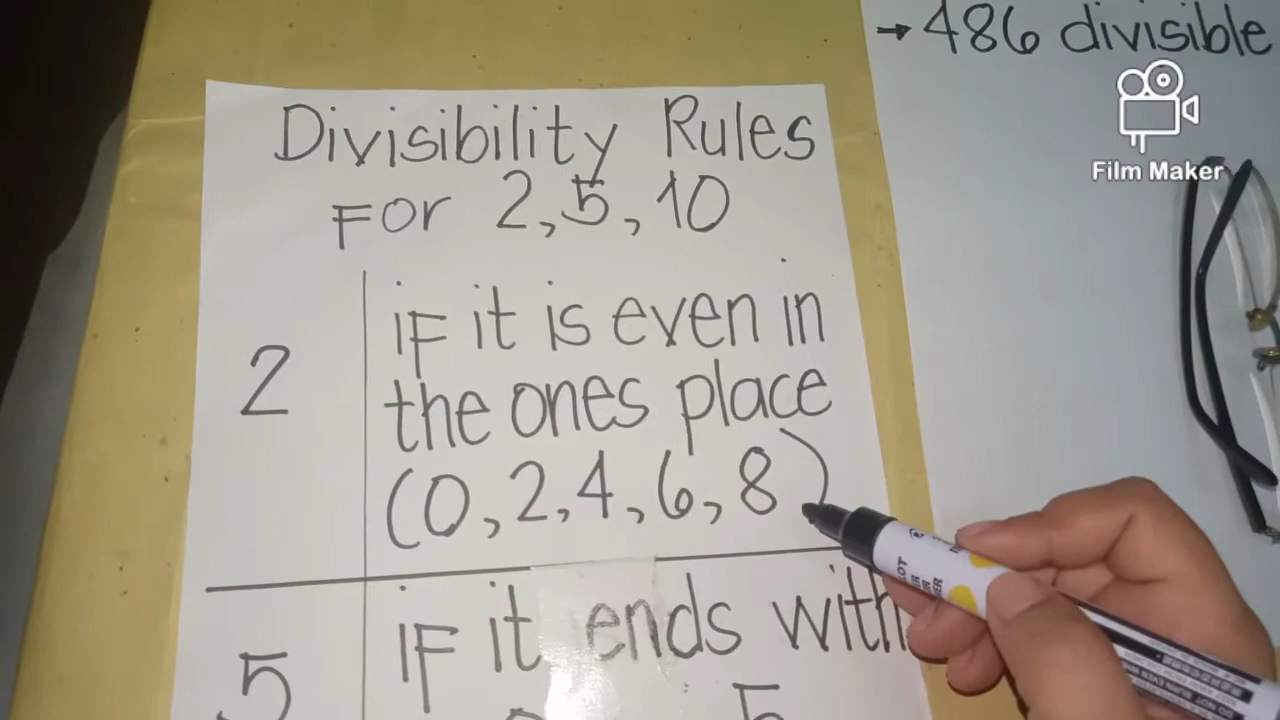 → 486 divisible
Film Maker
Divisibility Rules
For 2, 5, 10
2
iF it is even in
the ones place
(0, 2, 4, 6, 8)
5
iF it ends with
5